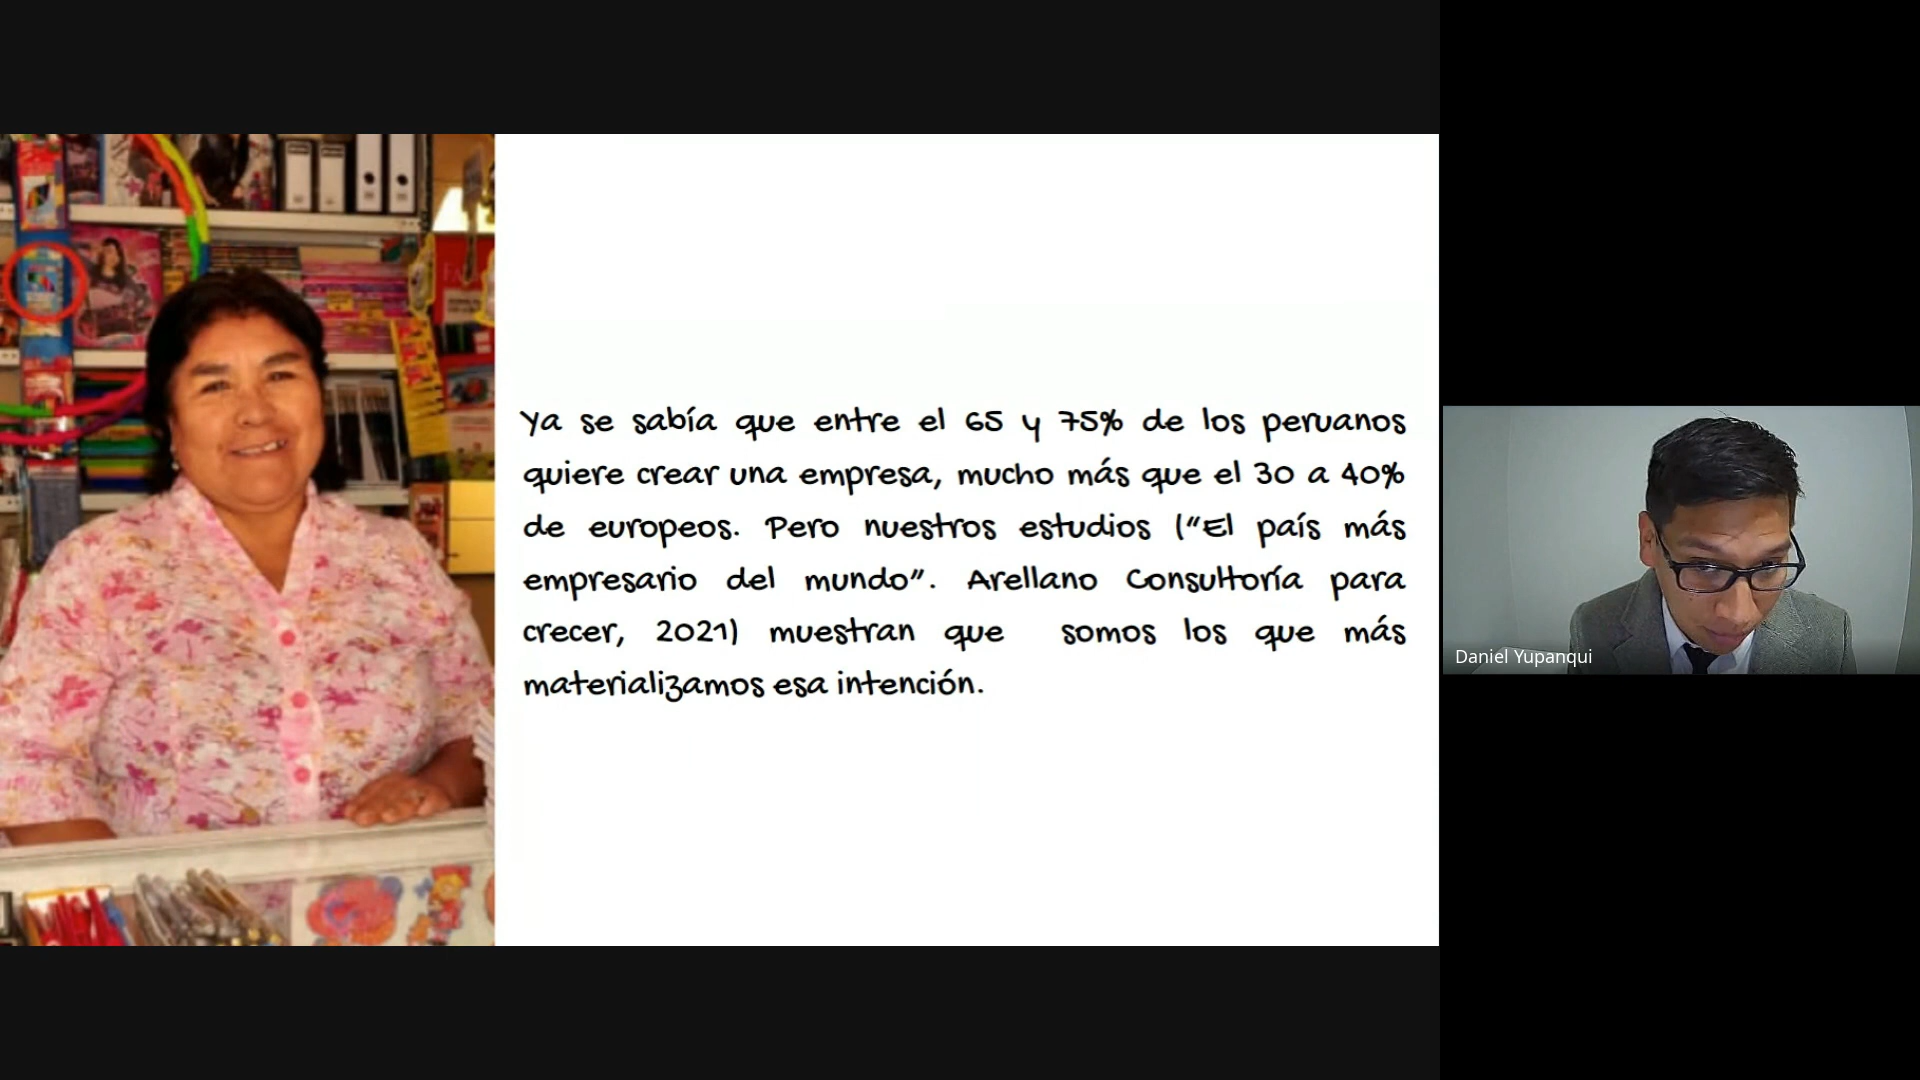 Ya se sabía que entre el 65 y 75% de los peruanos
quiere crear una empresa, mucho más que el 30 a 40%
de europeos. Pero nuestros estudios ("El país más
empresario del mundo". Arellano Consultoría para
crecer, 2021) muestran que somos los que más
materializamos esa intención.
Daniel Yupanqui